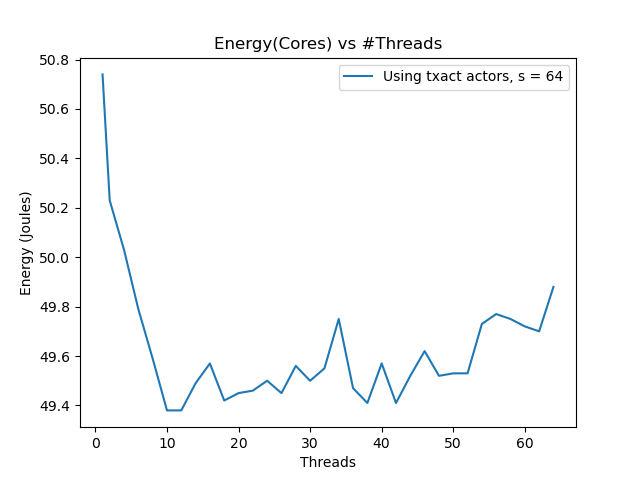 Energy(Cores) vs #Threads
Using txact actors, s = 64
Energy (Joules)
50.8
50.6
50.4
50.2
50.0
49.8
49.6
49.4
0 10 20 30 40 50 60
Threads